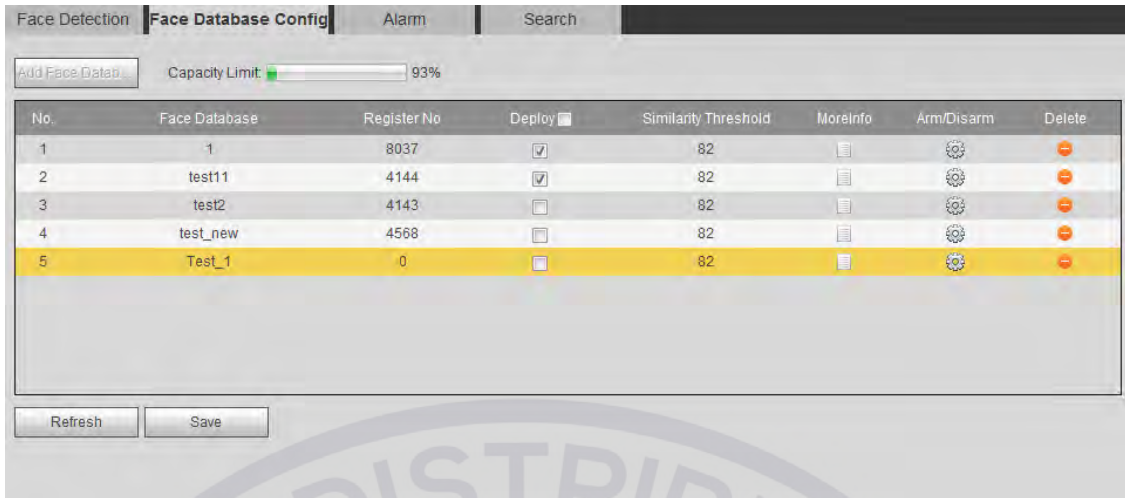 Face Detection Face Database Config Alarm Search
Add Face Datab... Capacity Limit: 93%
No. Face Database Register No Deploy Similarity Threshold MoreInfo Arm/Disarm Delete
1 1 8037 82
2 test11 4144 82
3 test2 4143 82
4 test_new 4568 82
5 Test_1 0 82
Refresh Save
DISTRIB